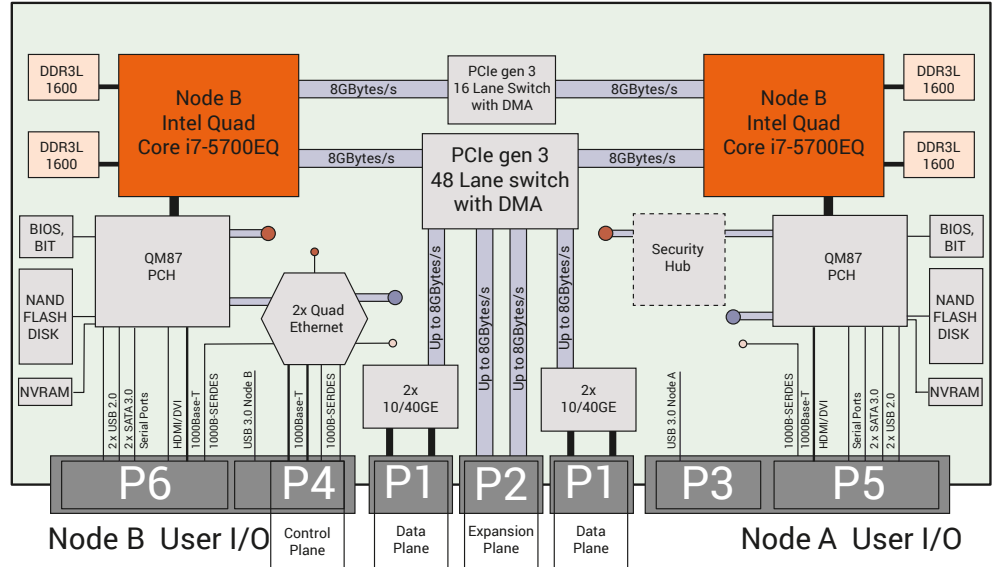 DDR3L
1600
DDR3L
1600
Node B
Intel Quad
Core i7-5700EQ
8GBytes/s
PCIe gen 3
16 Lane Switch
with DMA
8GBytes/s
Node B
Intel Quad
Core i7-5700EQ
DDR3L
1600
DDR3L
1600
8GBytes/s
PCIe gen 3
48 Lane switch
with DMA
8GBytes/s
BIOS,
BIT
NAND
FLASH
DISK
NVRAM
QM87
PCH
2x Quad
Ethernet
Up to 8GBytes/s
Up to 8GBytes/s
Up to 8GBytes/s
Up to 8GBytes/s
Security
Hub
QM87
PCH
BIOS,
BIT
NAND
FLASH
DISK
NVRAM
2x
10/40GE
2x
10/40GE
2 x USB 2.0
2 x SATA 3.0
Serial Ports
HDMI/DVI
1000Base-T
1000B-SERDES
USB 3.0 Node B
1000Base-T
1000B-SERDES
USB 3.0 Node A
1000B-SERDES
1000Base-T
HDMI/DVI
Serial Ports
2 x SATA 3.0
2 x USB 2.0
P6
P4
P1
P2
P1
P3
P5
Node B User I/O
Control
Plane
Data
Plane
Expansion
Plane
Data
Plane
Node A User I/O